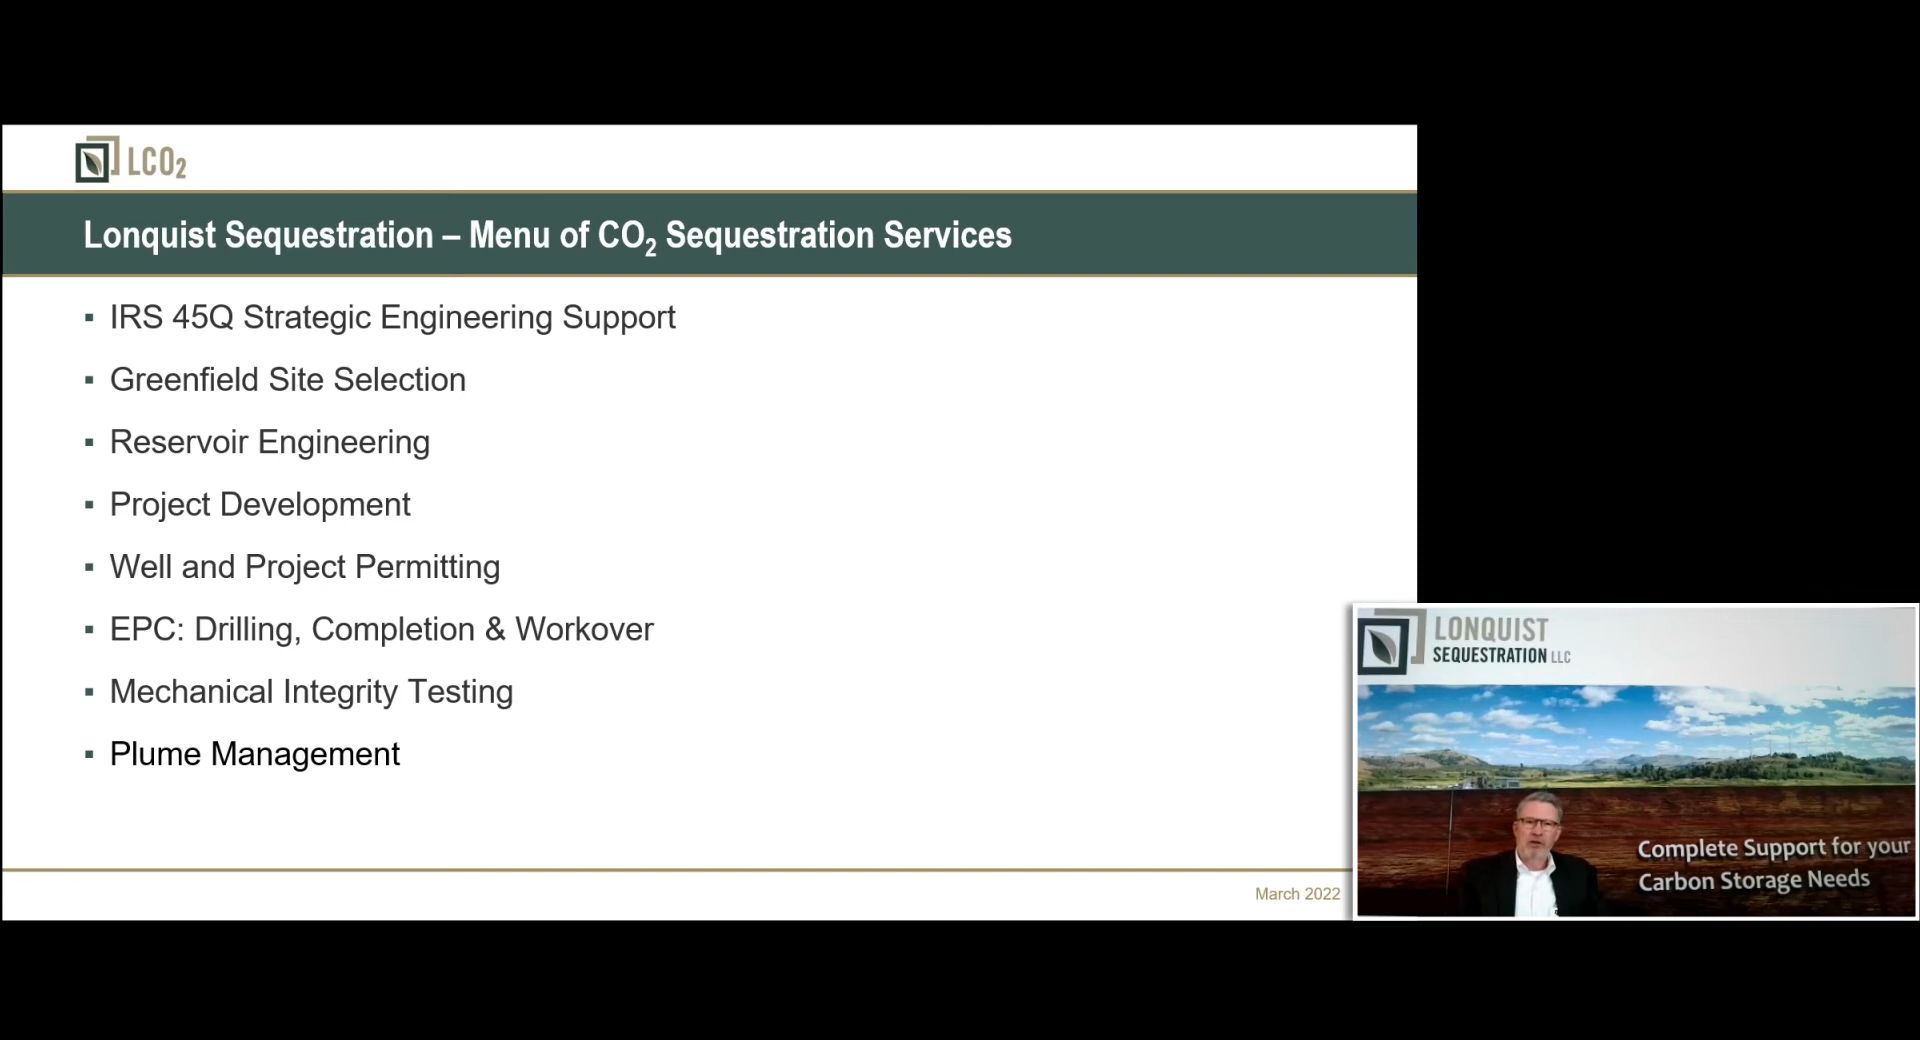 LCO₂
Lonquist Sequestration – Menu of CO₂ Sequestration Services
▪ IRS 45Q Strategic Engineering Support
▪ Greenfield Site Selection
▪ Reservoir Engineering
▪ Project Development
▪ Well and Project Permitting
▪ EPC: Drilling, Completion & Workover
▪ Mechanical Integrity Testing
▪ Plume Management
March 2022
LONQUIST
SEQUESTRATION LLC
Complete Support for your
Carbon Storage Needs